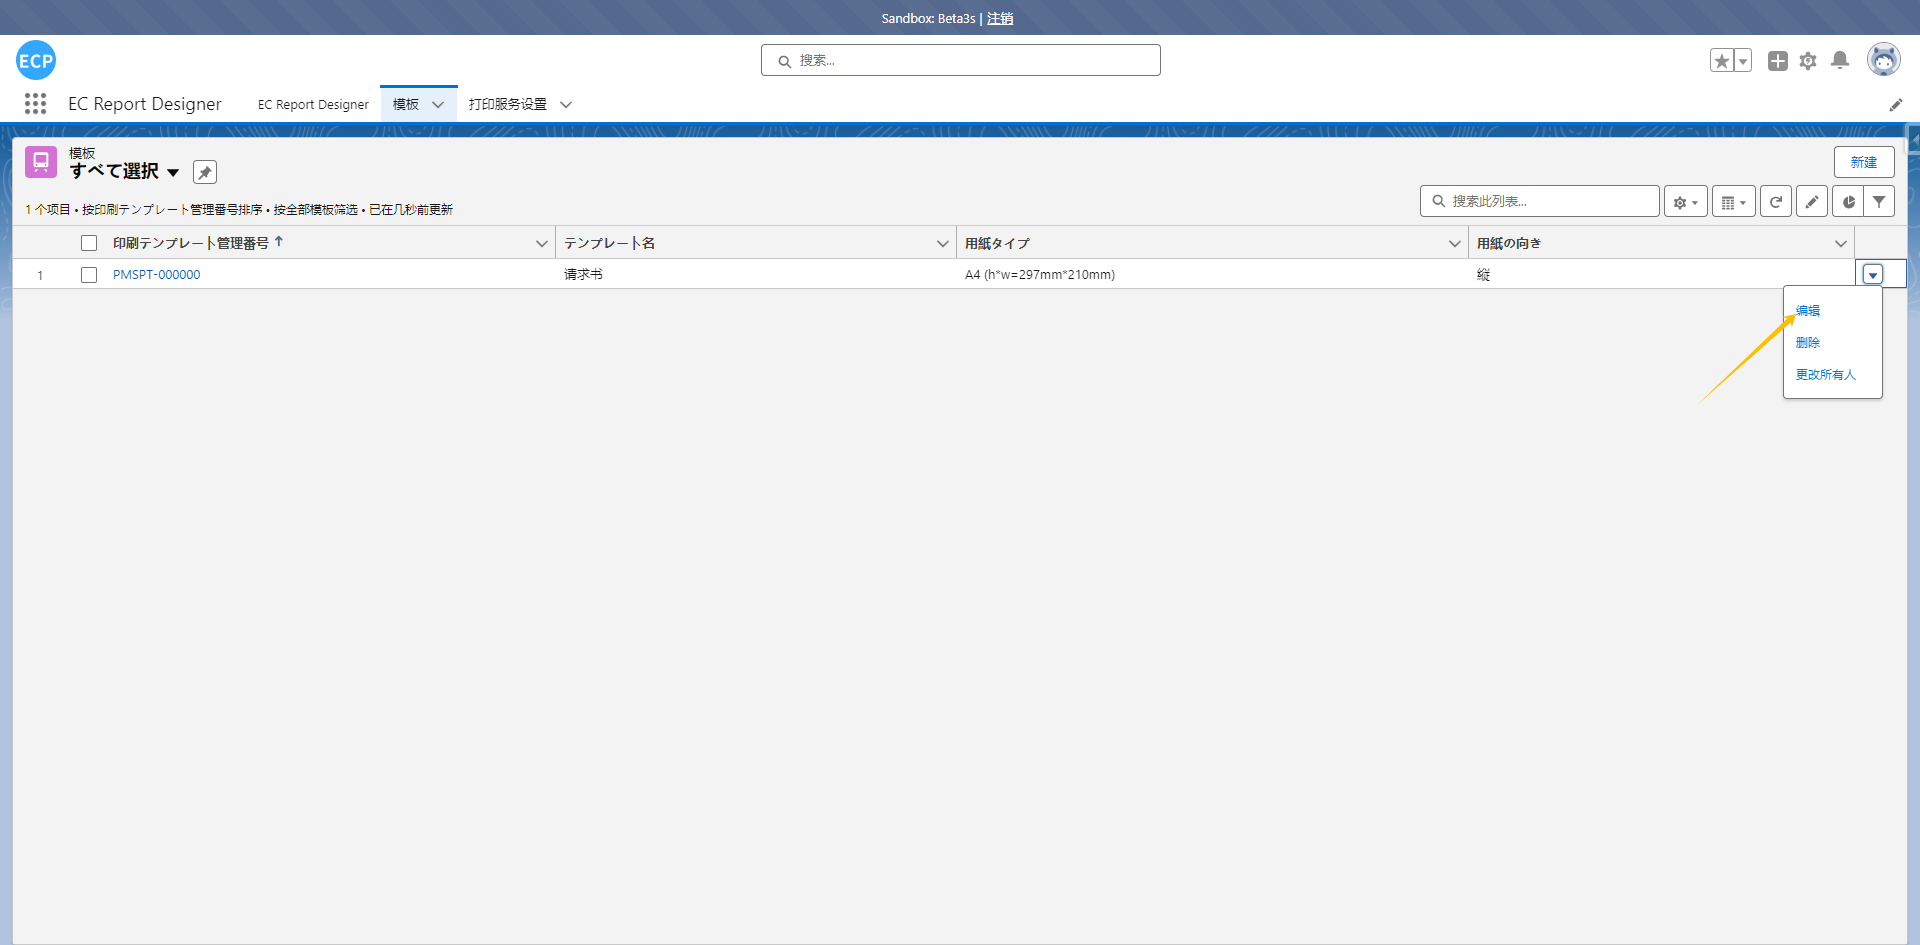 Sandbox: Beta3s | 注销
ECP
搜索...
EC Report Designer
EC Report Designer
模板
打印服务设置
模板
すべて選択
新建
1 个项目 • 按印刷テンプレート管理番号排序 • 按全部模板筛选 • 已在几秒前更新
搜索此列表...
印刷テンプレート管理番号
テンプレート名
用紙タイプ
用紙の向き
1
PMSPT-000000
请求书
A4 (h*w=297mm*210mm)
縦
编辑
删除
更改所有人